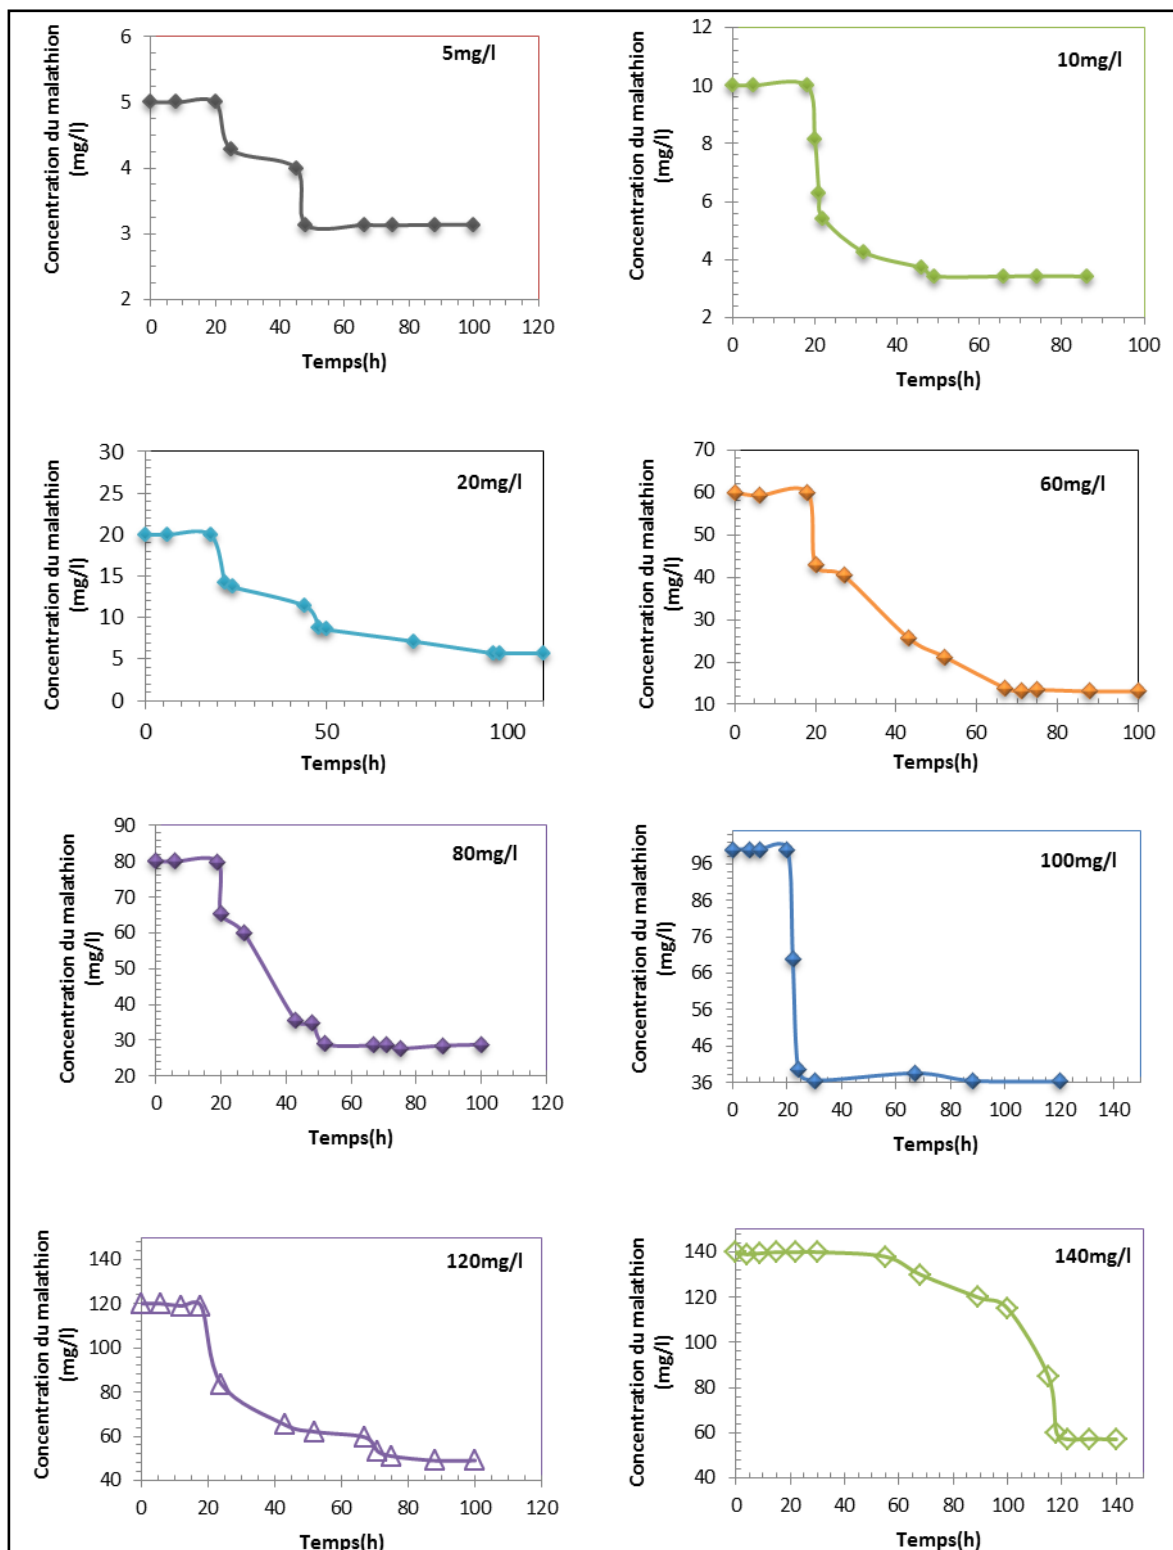 5mg/l
Concentration du malathion
(mg/l)
6
5
4
3
2
0 20 40 60 80 100 120
Temps(h)
10mg/l
Concentration du malathion
(mg/l)
12
10
8
6
4
2
0 20 40 60 80 100
Temps(h)
20mg/l
Concentration du malathion
(mg/l)
30
25
20
15
10
5
0
0 50 100
Temps(h)
60mg/l
Concentration du malathion
(mg/l)
70
60
50
40
30
20
10
0 20 40 60 80 100
Temps(h)
80mg/l
Concentration du malathion
(mg/l)
90
80
70
60
50
40
30
20
0 20 40 60 80 100 120
Temps(h)
100mg/l
Concentration du malathion
(mg/l)
96
86
76
66
56
46
36
0 20 40 60 80 100 120 140
Temps(h)
120mg/l
Concentration du malathion
(mg/l)
140
120
100
80
60
40
0 20 40 60 80 100 120
Temps(h)
140mg/l
Concentration du malathion
(mg/l)
140
120
100
80
60
40
0 20 40 60 80 100 120 140
Temps(h)